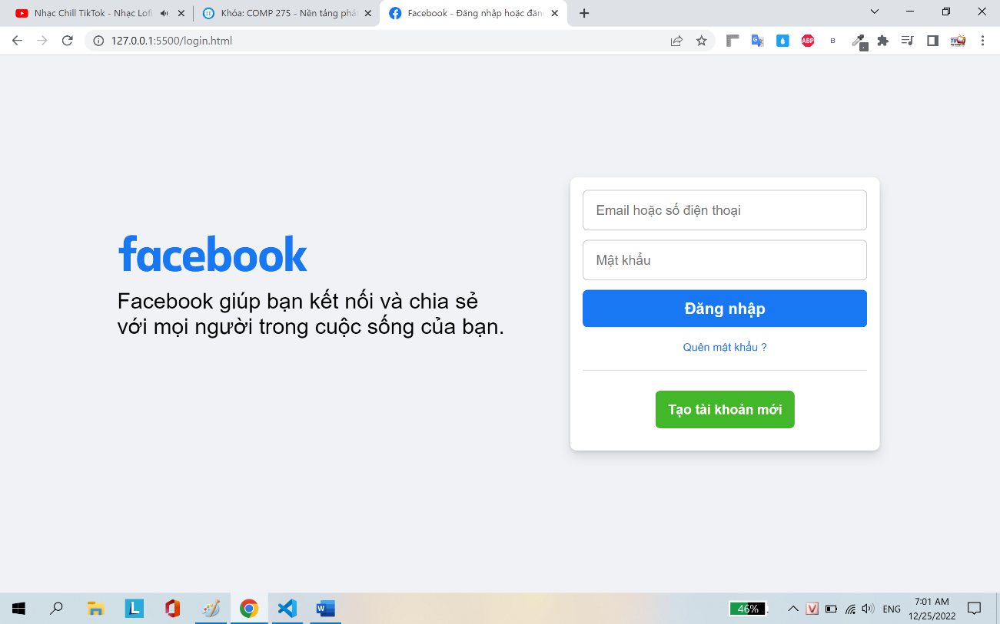 Nhạc Chill TikTok - Nhạc Lofi
Khóa: COMP 275 - Nền tảng phá
Facebook - Đăng nhập hoặc đăn
127.0.0.1:5500/login.html
ABP
B
facebook
Facebook giúp bạn kết nối và chia sẻ
với mọi người trong cuộc sống của bạn.
Email hoặc số điện thoại
Mật khẩu
Đăng nhập
Quên mật khẩu ?
Tạo tài khoản mới
46%
ENG
7:01 AM
12/25/2022